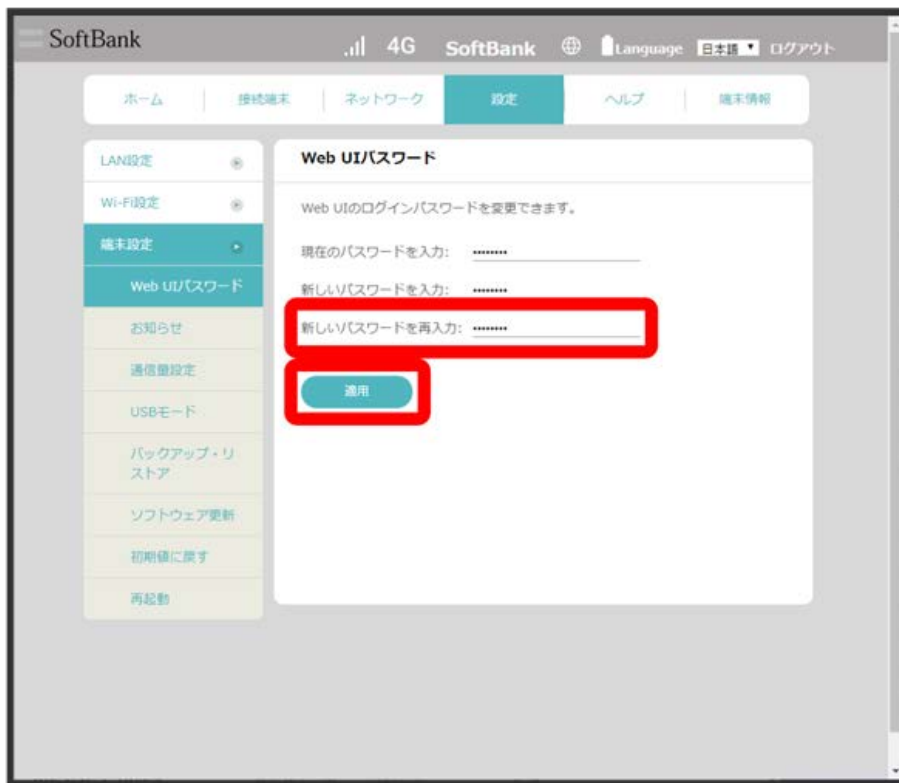 SoftBank
4G SoftBank Language 日本語 ログアウト
ホーム 接続端末 ネットワーク 設定 ヘルプ 端末情報
LAN設定
Wi-Fi設定
端末設定
Web UIパスワード
お知らせ
通信量設定
USBモード
バックアップ・リ
ストア
ソフトウェア更新
初期値に戻す
再起動
Web UIパスワード
Web UIのログインパスワードを変更できます。
現在のパスワードを入力: ••••••••
新しいパスワードを入力: ••••••••
新しいパスワードを再入力: ••••••••
適用